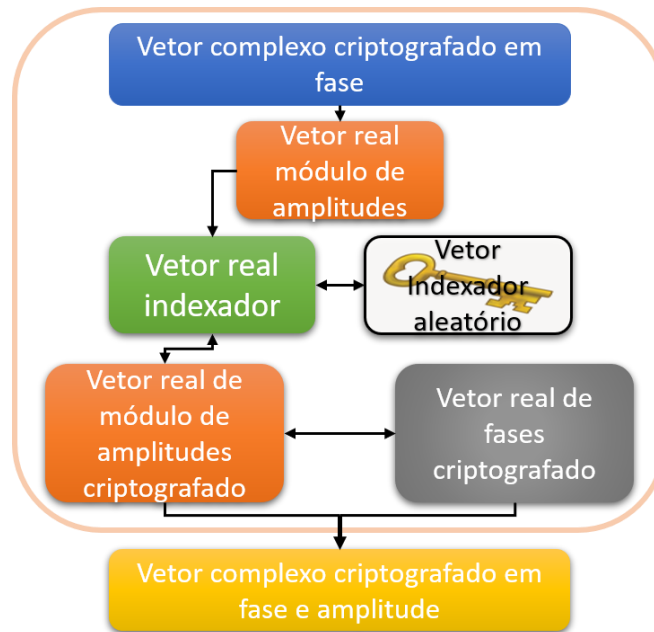 Vetor complexo criptografado em
fase
Vetor real
módulo de
amplitudes
Vetor real
indexador
Vetor
Indexador
aleatório
Vetor real de
módulo de
amplitudes
criptografado
Vetor real de
fases
criptografado
Vetor complexo criptografado em
fase e amplitude